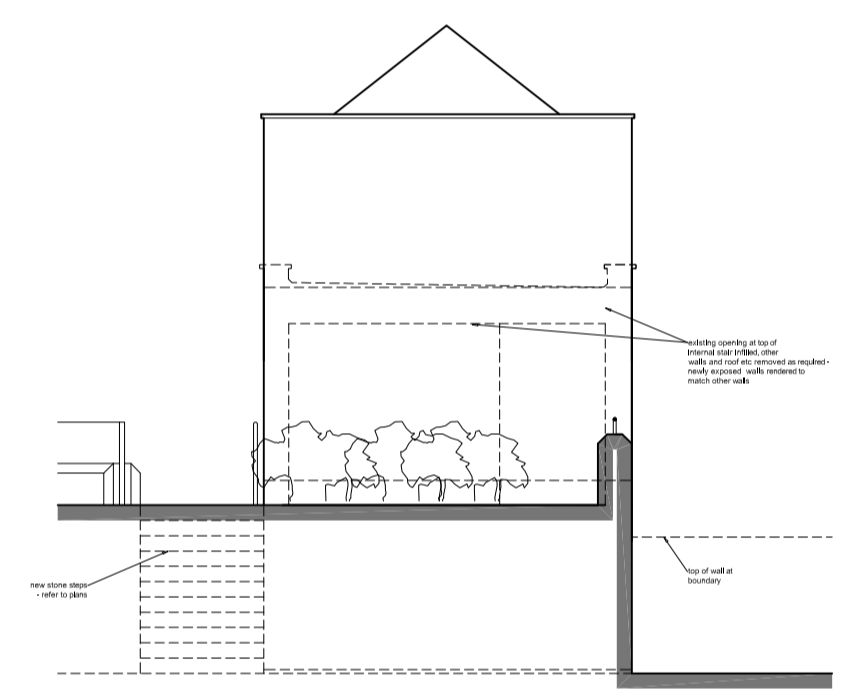 existing opening at top of
internal stair infilled, other
walls and roof etc removed as required -
newly exposed walls rendered to
match other walls
new stone steps
- refer to plans
top of wall at
boundary